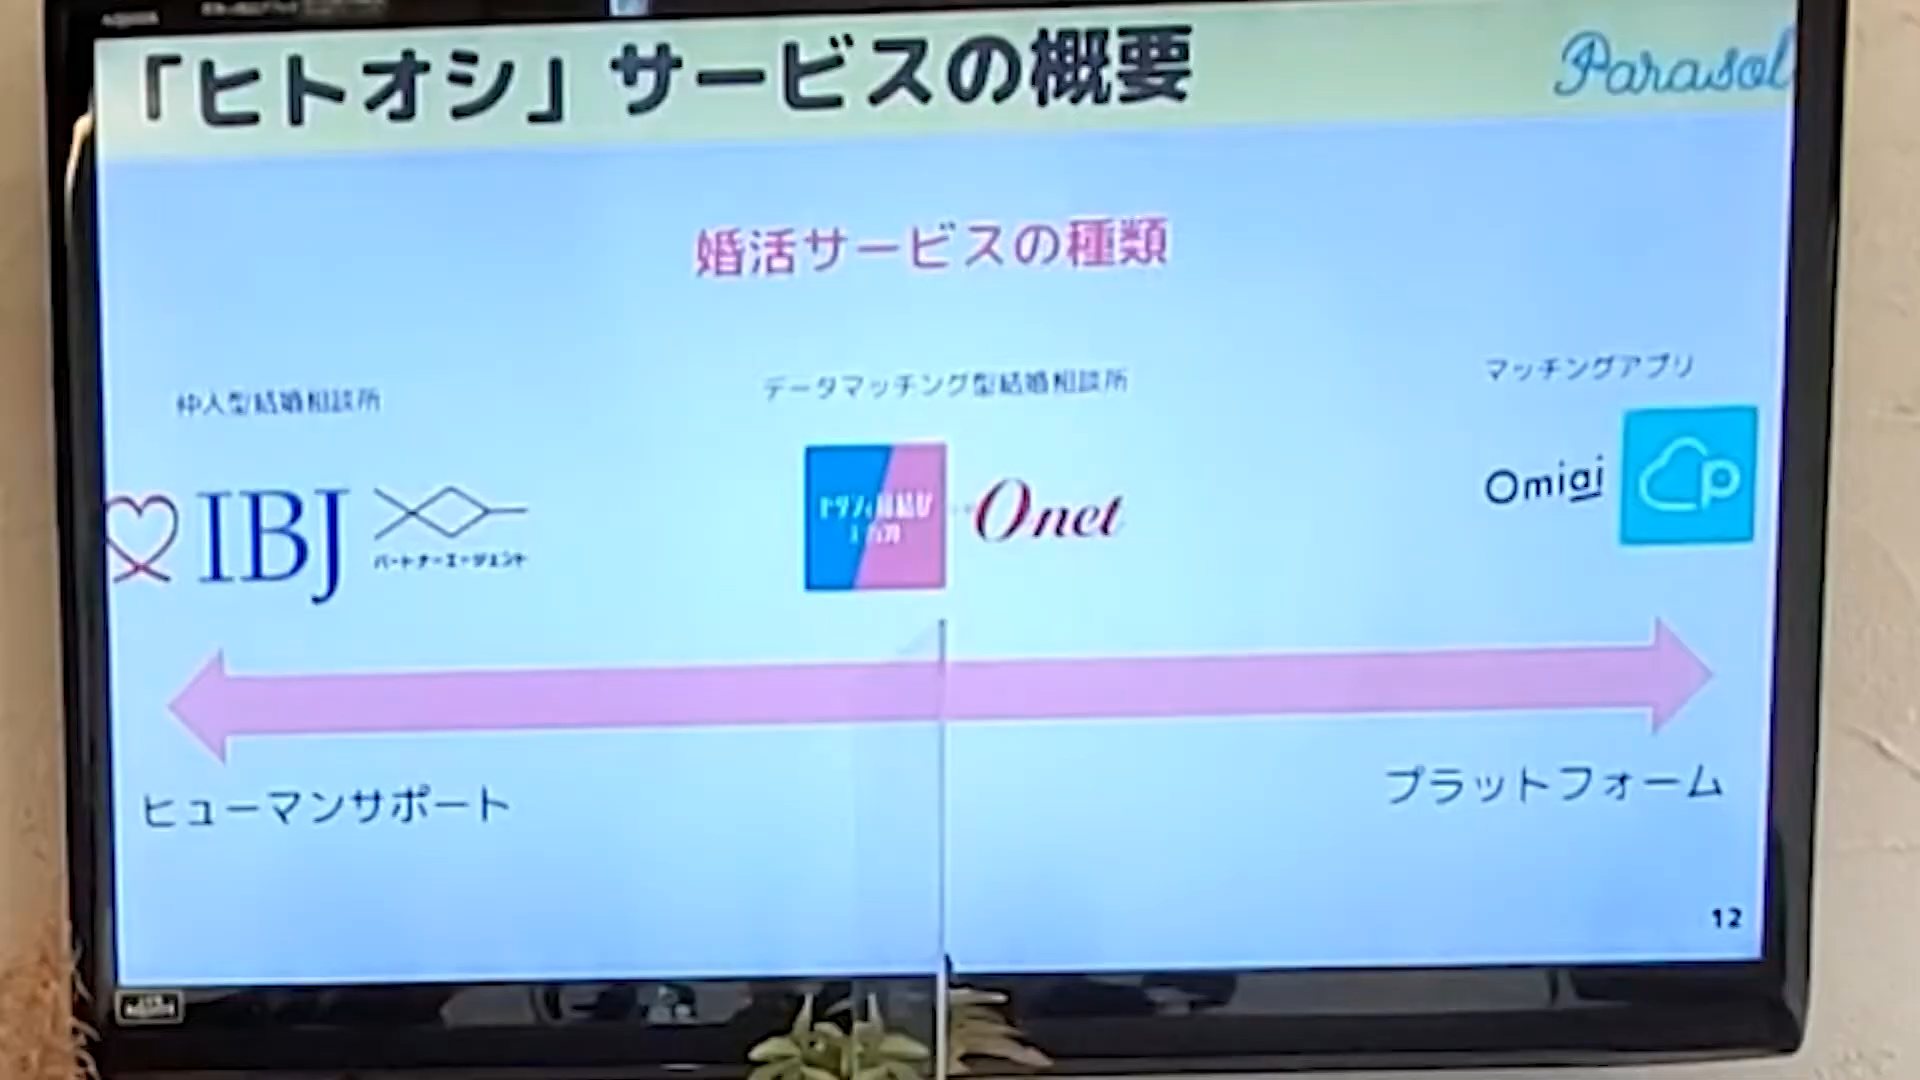 「ヒトオシ」サービスの概要
Parasol
婚活サービスの種類
仲人型結婚相談所
データマッチング型結婚相談所
マッチングアプリ
IBJ
パートナーエージェント
Onet
Omiai
p
ヒューマンサポート
プラットフォーム
12